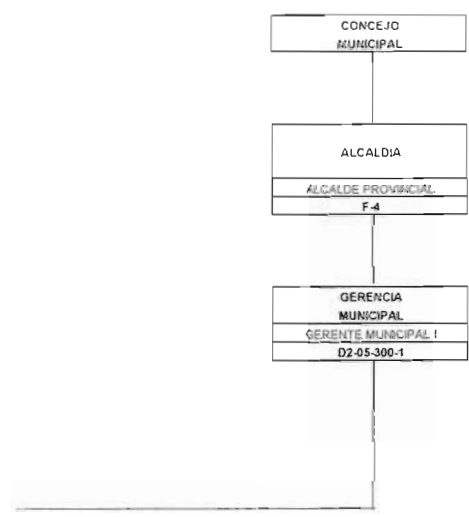 CONCEJO
MUNICIPAL
ALCALDIA
ALCALDE PROVINCIAL
F-4
GERENCIA
MUNICIPAL
GERENTE MUNICIPAL I
D2-05-300-1